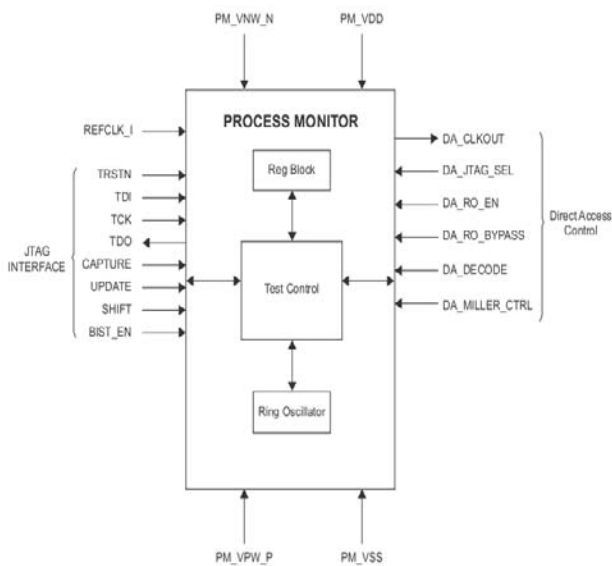 PM_VNW_N
PM_VDD
PROCESS MONITOR
REFCLK_I
TRSTN
TDI
TCK
TDO
CAPTURE
UPDATE
SHIFT
BIST_EN
JTAG
INTERFACE
Reg Block
Test Control
Ring Oscillator
DA_CLKOUT
DA_JTAG_SEL
DA_RO_EN
DA_RO_BYPASS
DA_DECODE
DA_MILLER_CTRL
Direct Access
Control
PM_VPW_P
PM_VSS